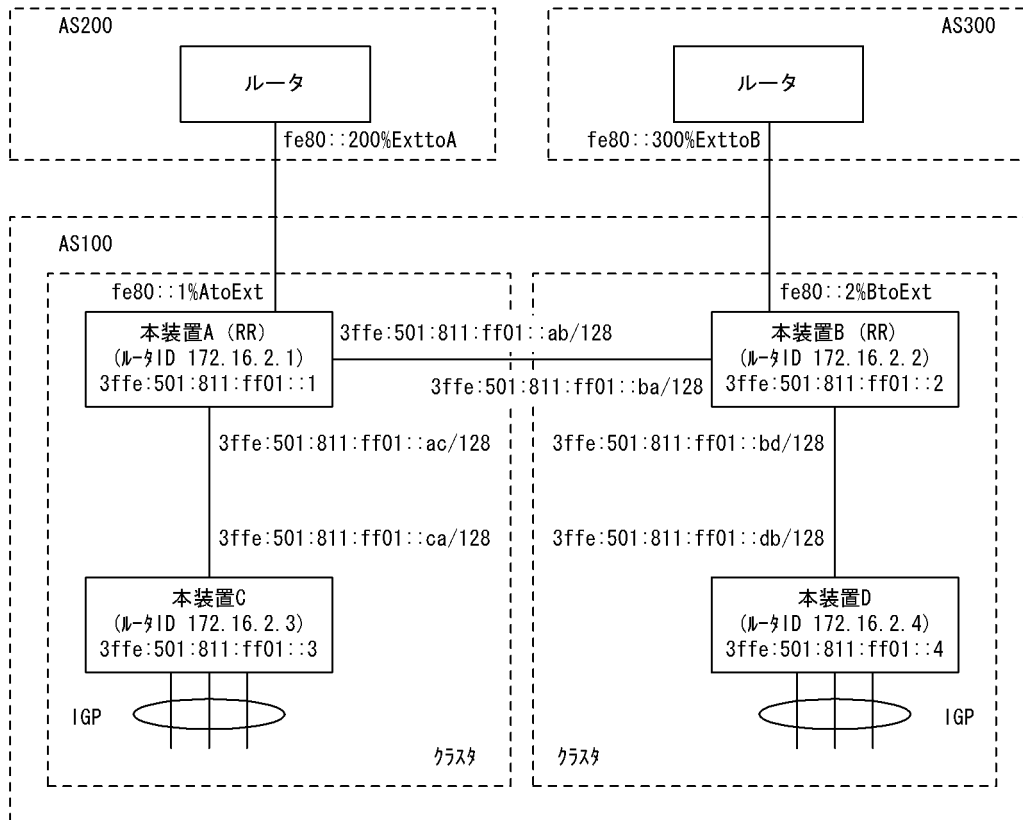 AS200
AS300
ルータ
ルータ
fe80::200%ExttoA
fe80::300%ExttoB
AS100
fe80::1%AtoExt
fe80::2%BtoExt
本装置A (RR)
(ﾙｰﾀID 172.16.2.1)
3ffe:501:811:ff01::1
3ffe:501:811:ff01::ab/128
3ffe:501:811:ff01::ba/128
本装置B (RR)
(ﾙｰﾀID 172.16.2.2)
3ffe:501:811:ff01::2
3ffe:501:811:ff01::ac/128
3ffe:501:811:ff01::bd/128
3ffe:501:811:ff01::ca/128
3ffe:501:811:ff01::db/128
本装置C
(ﾙｰﾀID 172.16.2.3)
3ffe:501:811:ff01::3
本装置D
(ﾙｰﾀID 172.16.2.4)
3ffe:501:811:ff01::4
IGP
IGP
ｸﾗｽﾀ
ｸﾗｽﾀ